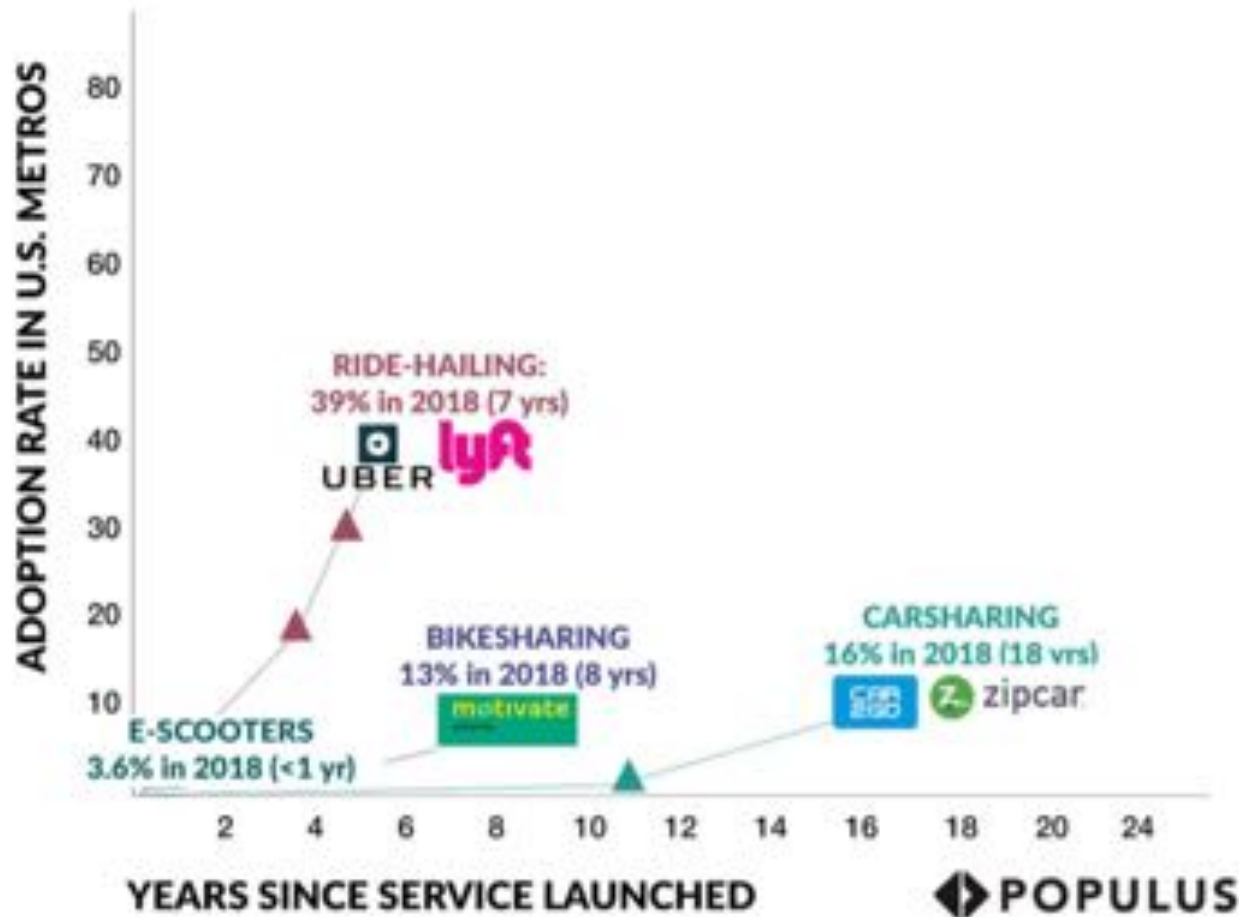 ADOPTION RATE IN U.S. METROS
80
70
60
50
40
30
20
10
RIDE-HAILING:
39% in 2018 (7 yrs)
UBER lyft
BIKESHARING
13% in 2018 (8 yrs)
motivate
CARSHARING
16% in 2018 (18 yrs)
CAR2GO
Z zipcar
E-SCOOTERS
3.6% in 2018 (<1 yr)
2 4 6 8 10 12 14 16 18 20 24
YEARS SINCE SERVICE LAUNCHED
POPULUS